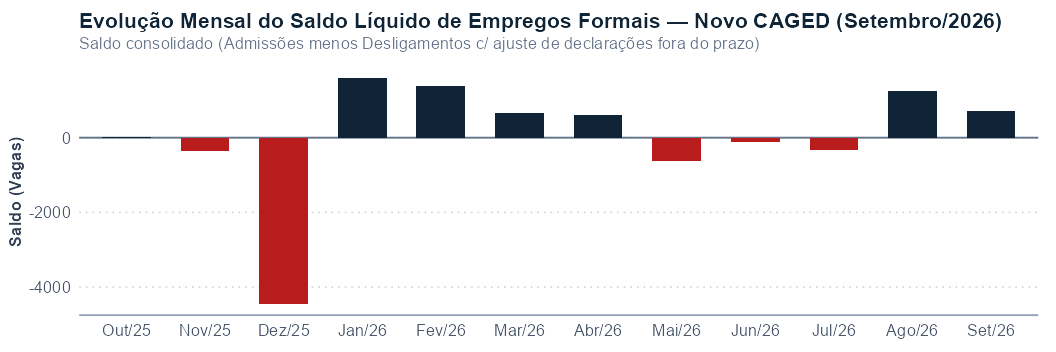 Evolução Mensal do Saldo Líquido de Empregos Formais — Novo CAGED (Setembro/2026)
Saldo consolidado (Admissões menos Desligamentos c/ ajuste de declarações fora do prazo)
Saldo (Vagas)
0
-2000
-4000
Out/25 Nov/25 Dez/25 Jan/26 Fev/26 Mar/26 Abr/26 Mai/26 Jun/26 Jul/26 Ago/26 Set/26